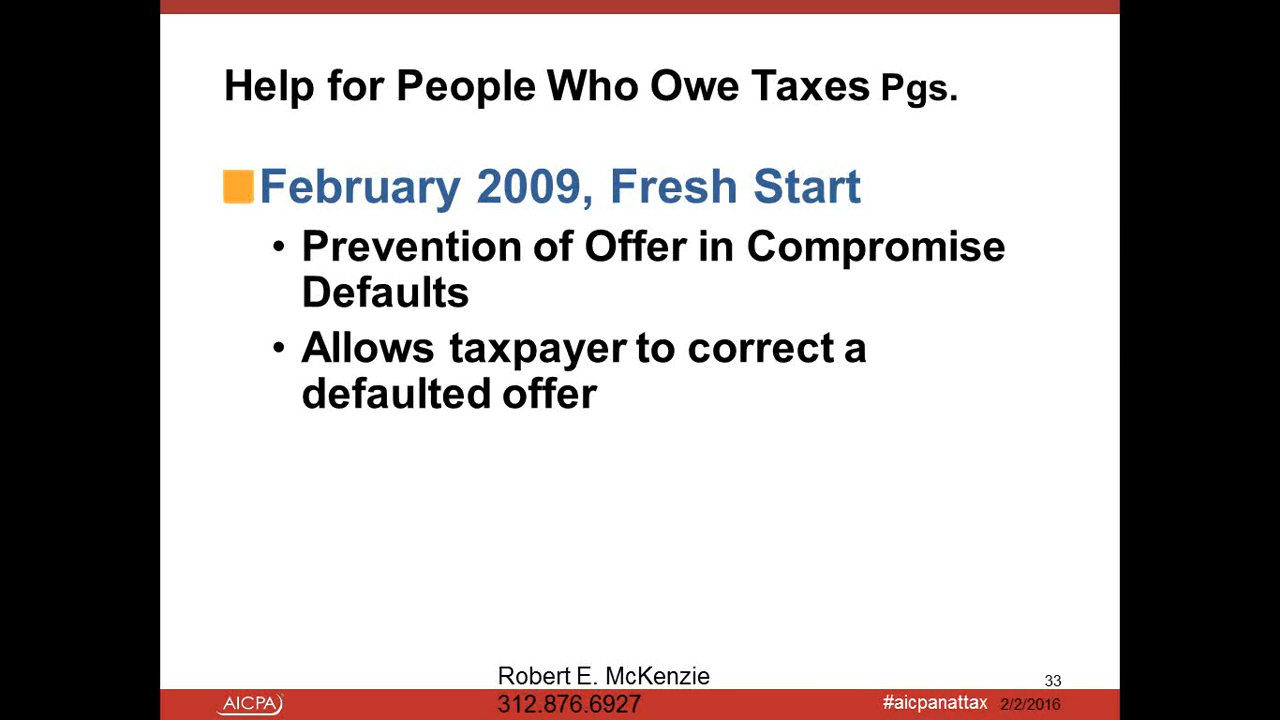 Help for People Who Owe Taxes Pgs.
February 2009, Fresh Start
• Prevention of Offer in Compromise
Defaults
• Allows taxpayer to correct a
defaulted offer
Robert E. McKenzie
312.876.6927
33
AICPA
#aicpanattax 2/2/2016